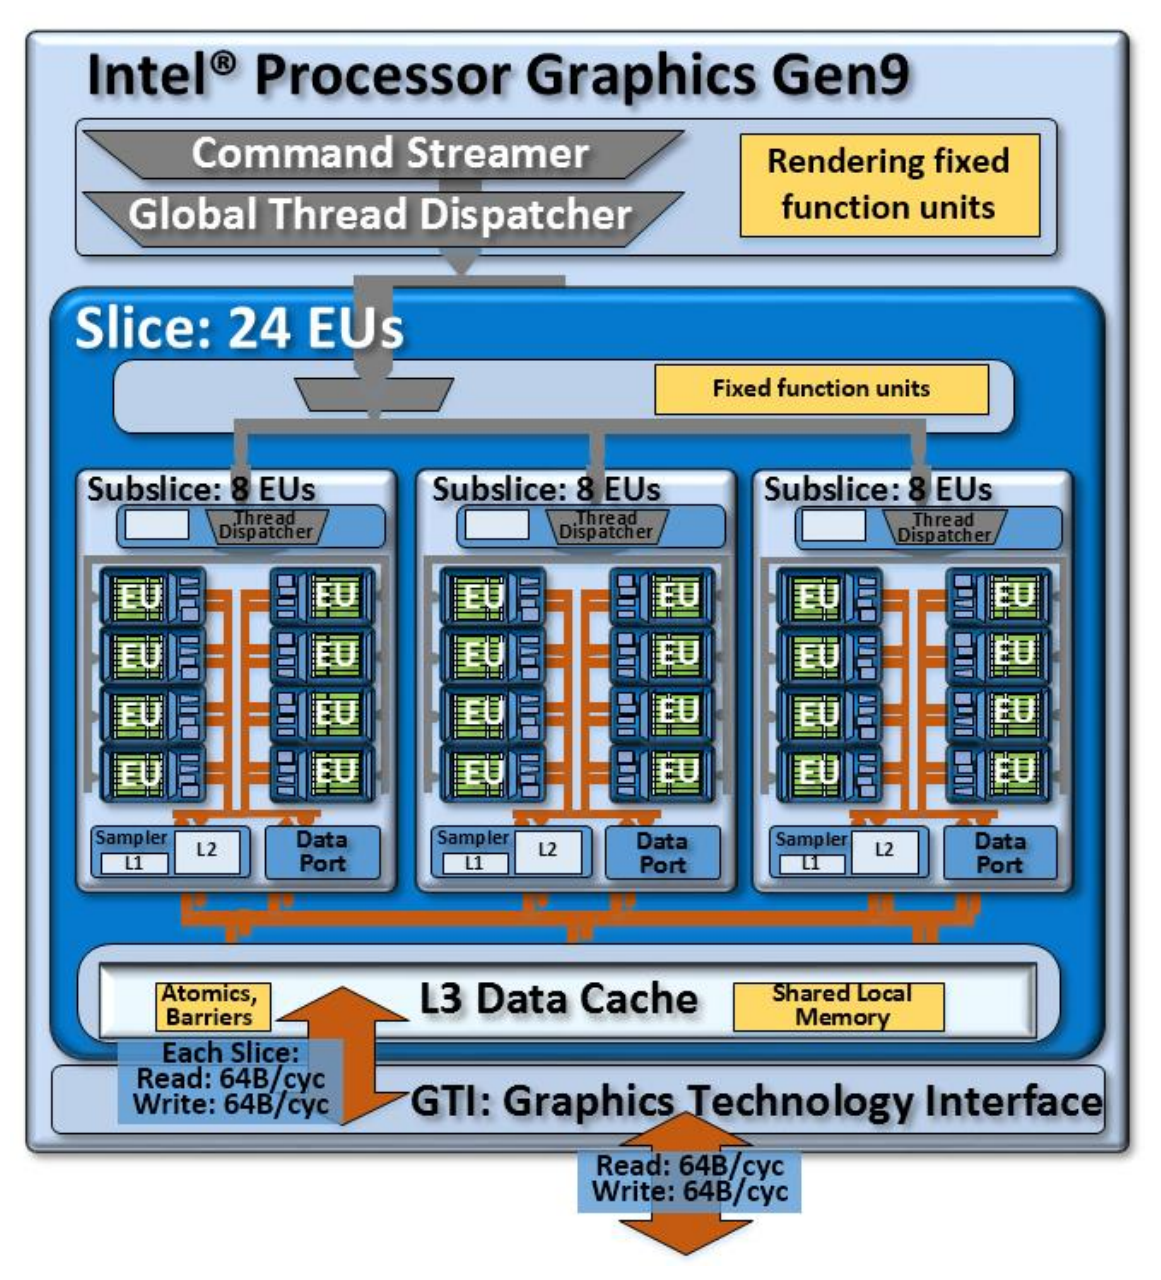 Intel® Processor Graphics Gen9
Command Streamer
Global Thread Dispatcher
Rendering fixed
function units
Slice: 24 EUs
Fixed function units
Subslice: 8 EUs
Thread
Dispatcher
EU
EU
EU
EU
EU
EU
EU
EU
Sampler
L1
L2
Data
Port
Subslice: 8 EUs
Thread
Dispatcher
EU
EU
EU
EU
EU
EU
EU
EU
Sampler
L1
L2
Data
Port
Subslice: 8 EUs
Thread
Dispatcher
EU
EU
EU
EU
EU
EU
EU
EU
Sampler
L1
L2
Data
Port
Atomics,
Barriers
L3 Data Cache
Shared Local
Memory
Each Slice:
Read: 64B/cyc
Write: 64B/cyc
GTI: Graphics Technology Interface
Read: 64B/cyc
Write: 64B/cyc